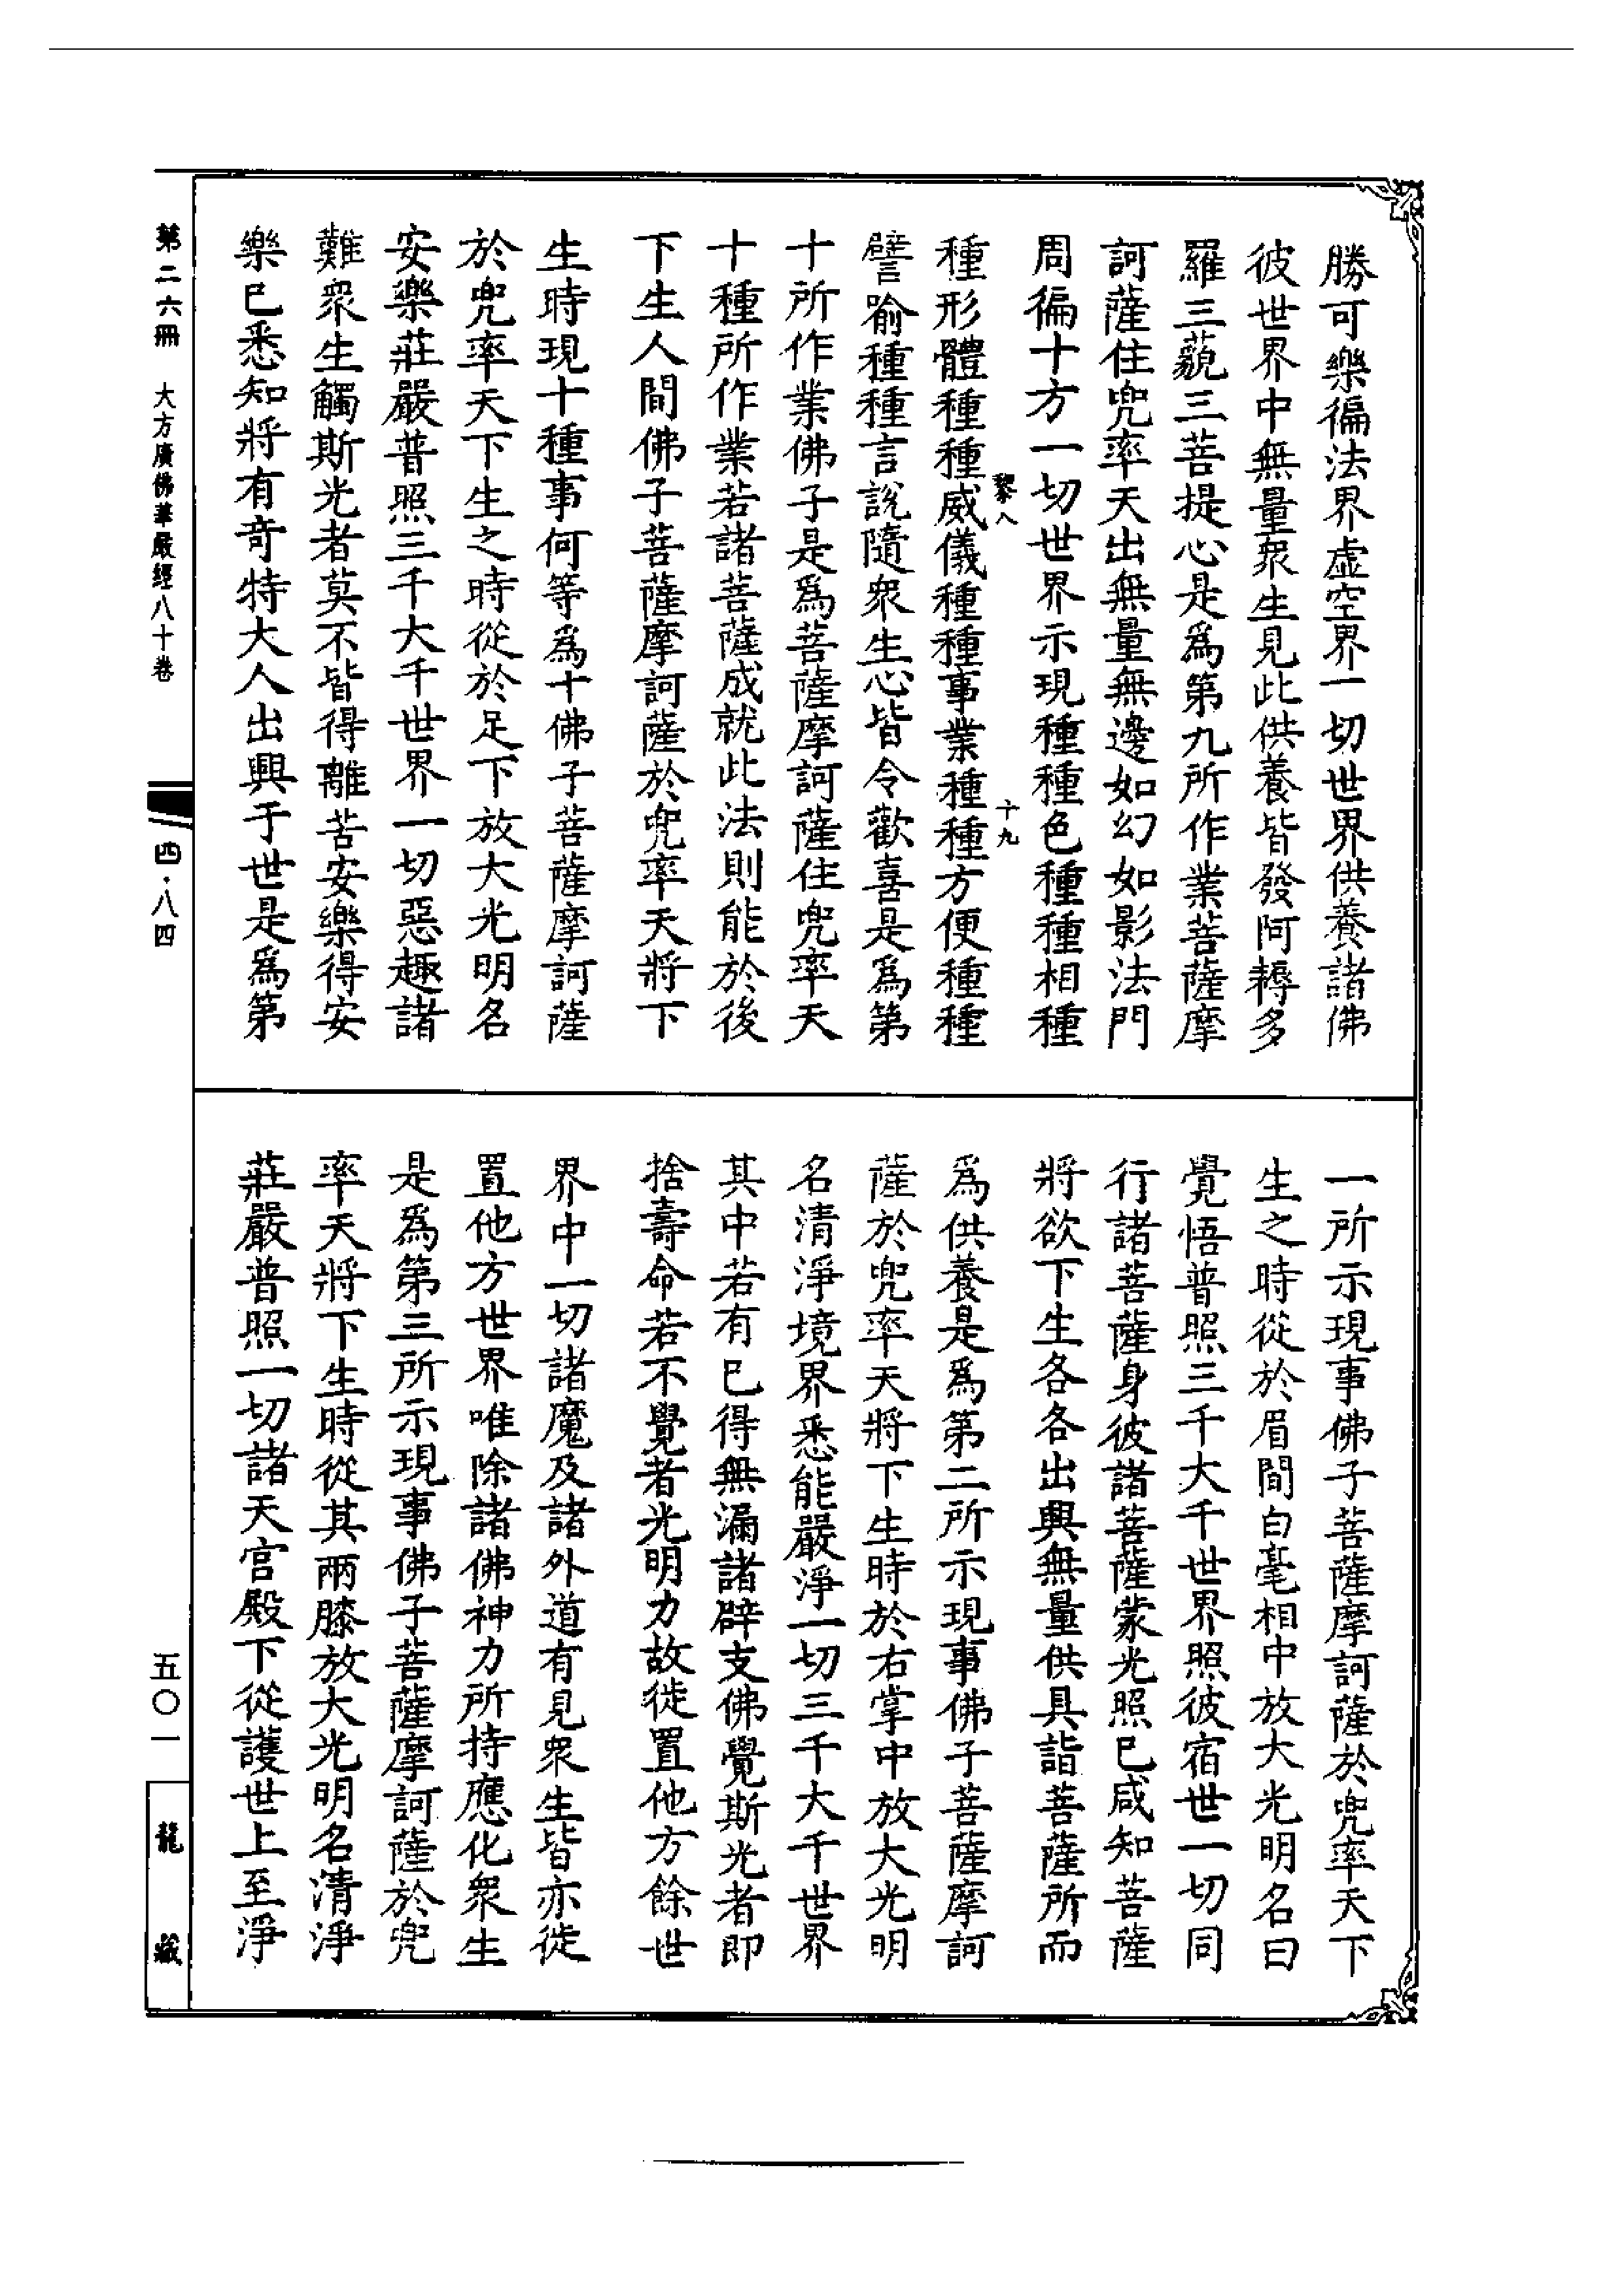 勝可樂徧法界虛空界一切世界供養諸佛
彼世界中無量衆生見此供養皆發阿耨多
羅三藐三菩提心是爲第九所作業菩薩摩
訶薩住兜率天出無量無邊如幻如影法門
周徧十方一切世界示現種種色種種相種
黎八 十九
種形體種種威儀種種事業種種方便種種
譬喻種種言說隨衆生心皆令歡喜是爲第
十所作業佛子是爲菩薩摩訶薩住兜率天
十種所作業若諸菩薩成就此法則能於後
下生人間佛子菩薩摩訶薩於兜率天將下
生時現十種事何等爲十佛子菩薩摩訶薩
於兜率天下生之時從於足下放大光明名
安樂莊嚴普照三千大千世界一切惡趣諸
難衆生觸斯光者莫不皆得離苦安樂得安
樂已悉知將有奇特大人出興于世是爲第
一所示現事佛子菩薩摩訶薩於兜率天下
生之時從於眉間白毫相中放大光明名曰
覺悟普照三千大千世界照彼宿世一切同
行諸菩薩身彼諸菩薩蒙光照已咸知菩薩
將欲下生各各出興無量供具詣菩薩所而
爲供養是爲第二所示現事佛子菩薩摩訶
薩於兜率天將下生時於右掌中放大光明
名清淨境界悉能嚴淨一切三千大千世界
其中若有已得無漏諸辟支佛覺斯光者即
捨壽命若不覺者光明力故徙置他方餘世
界中一切諸魔及諸外道有見衆生皆亦徙
置他方世界唯除諸佛神力所持應化衆生
是爲第三所示現事佛子菩薩摩訶薩於兜
率天將下生時從其兩膝放大光明名清淨
莊嚴普照一切諸天宮殿下從護世上至淨
第二六冊 大方廣佛華嚴經八十卷
四·八四
五〇一
龍藏